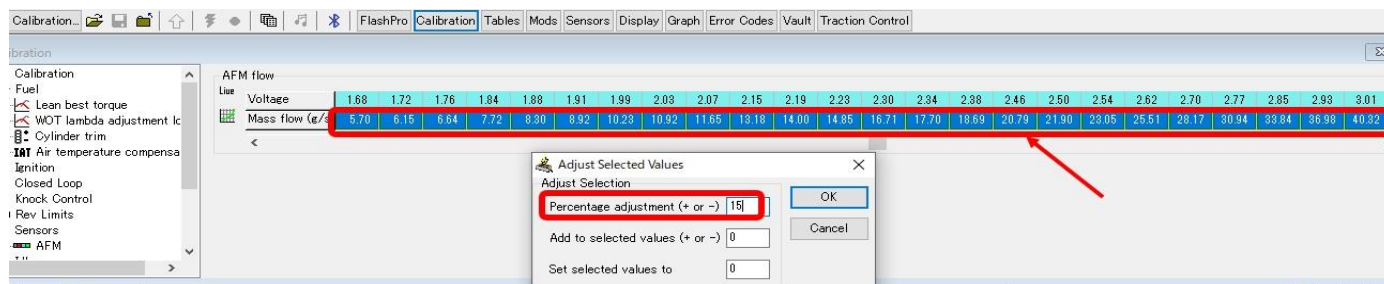 Calibration... FlashPro Calibration Tables Mods Sensors Display Graph Error Codes Vault Traction Control
Calibration
Fuel
Lean best torque
WOT lambda adjustment lo
Cylinder trim
IAT Air temperature compensa
Ignition
Closed Loop
Knock Control
Rev Limits
Sensors
AFM
AFM flow
Live
Voltage 1.68 1.72 1.76 1.84 1.88 1.91 1.99 2.03 2.07 2.15 2.19 2.23 2.30 2.34 2.38 2.46 2.50 2.54 2.62 2.70 2.77 2.85 2.93 3.01
Mass flow (g/s 5.70 6.15 6.64 7.72 8.30 8.92 10.23 10.92 11.65 13.18 14.00 14.85 16.71 17.70 18.69 20.79 21.90 23.05 25.51 28.17 30.94 33.84 36.98 40.32
Adjust Selected Values
Adjust Selection
Percentage adjustment (+ or -) 15
OK
Add to selected values (+ or -) 0
Cancel
Set selected values to 0